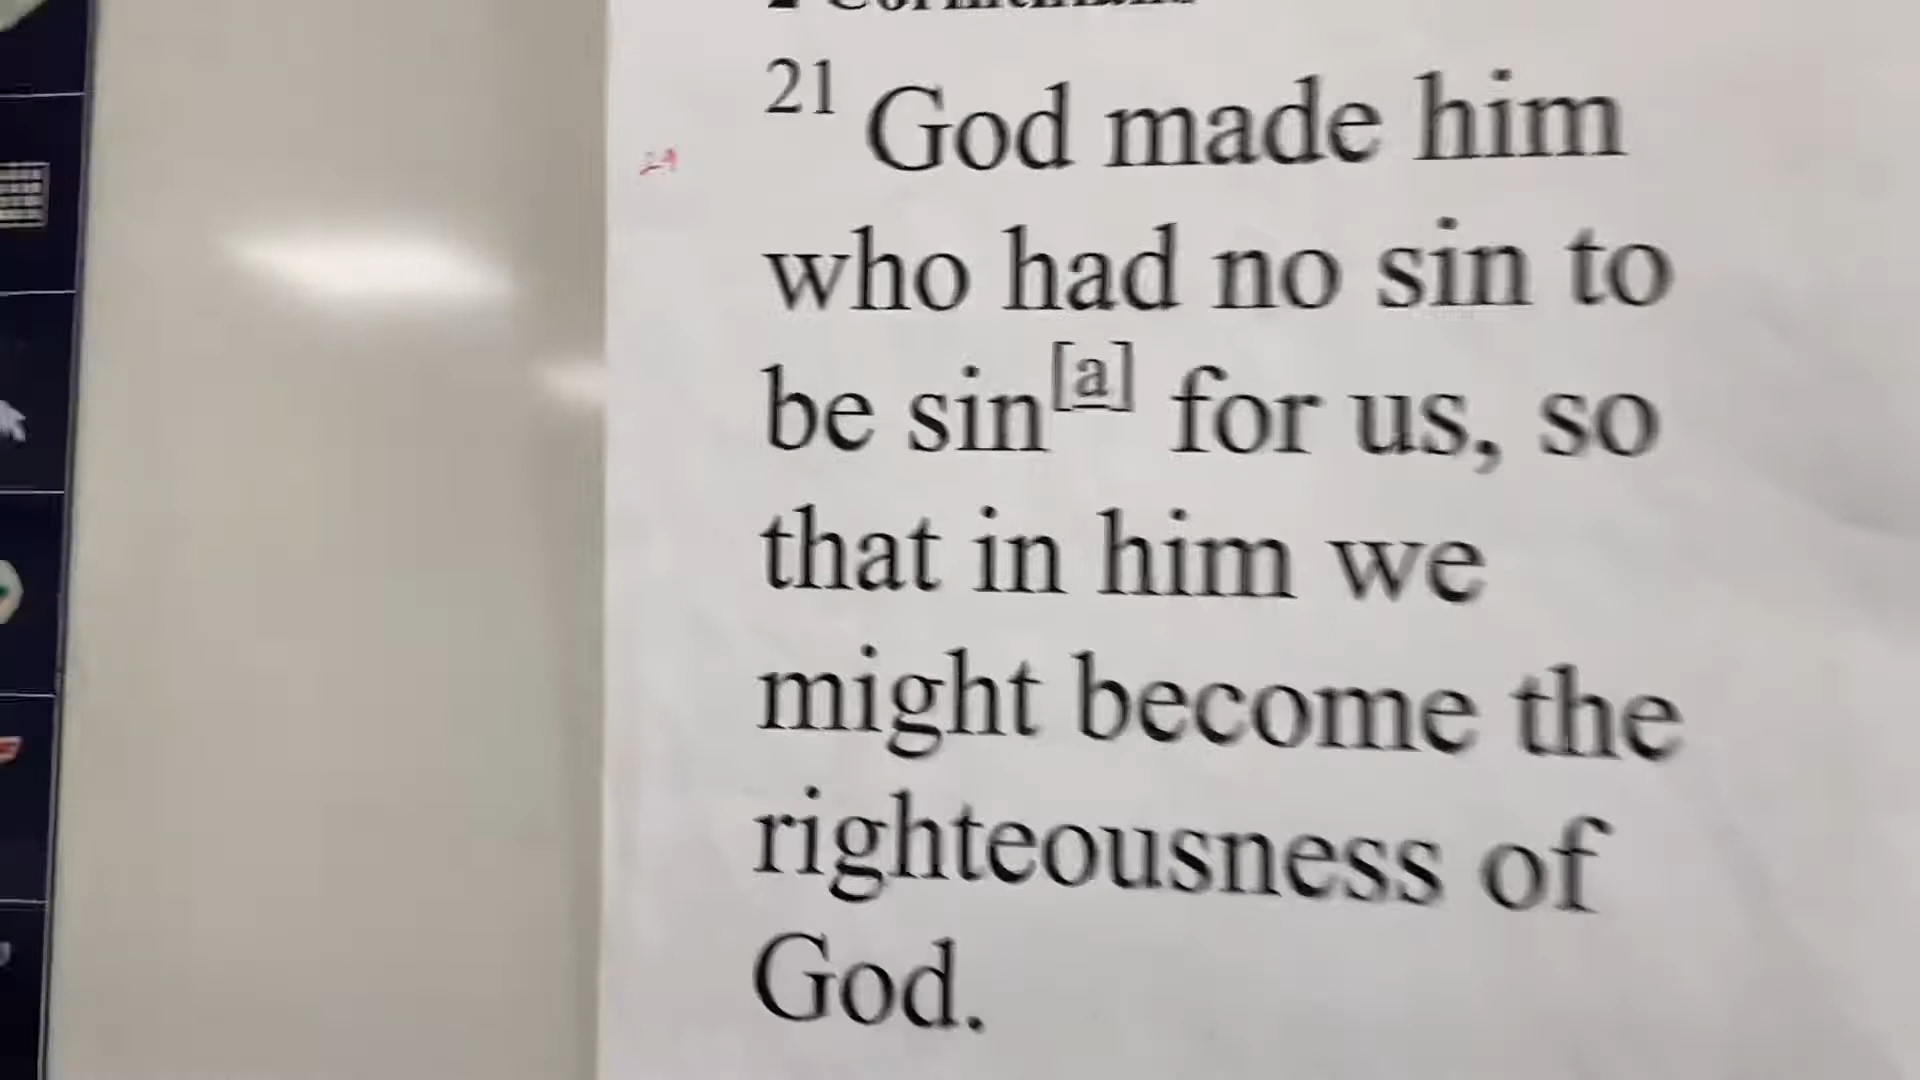 21 God made him
who had no sin to
be sin[a] for us, so
that in him we
might become the
righteousness of
God.